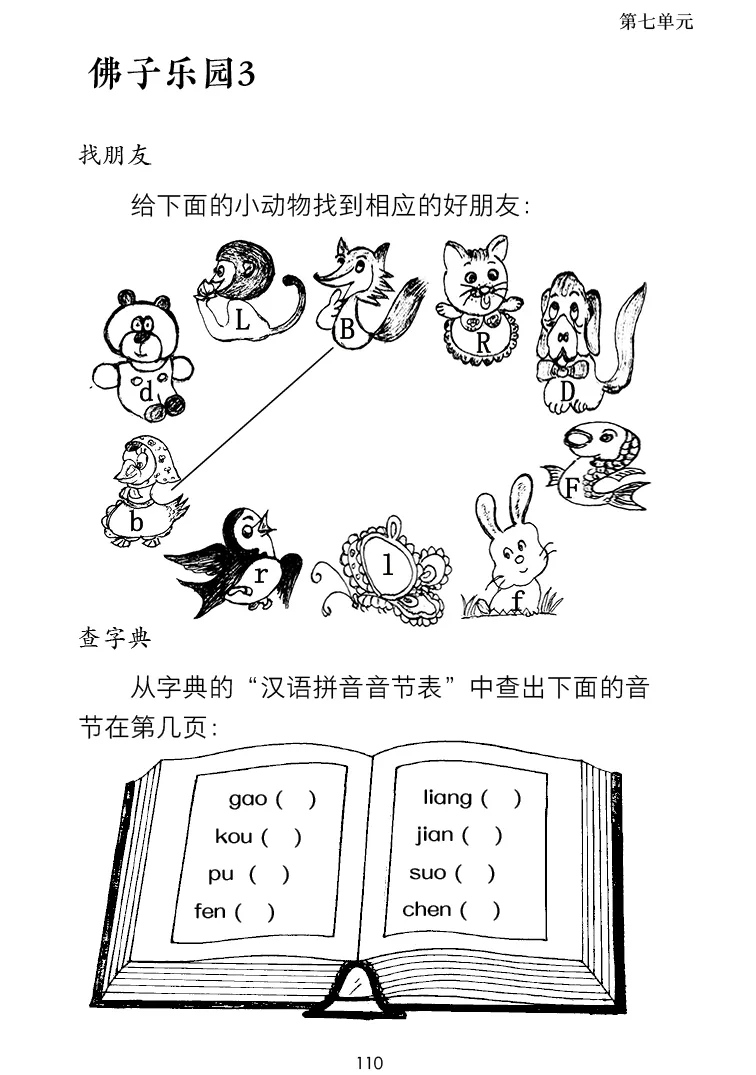 第七单元
佛子乐园3
找朋友
给下面的小动物找到相应的好朋友：
L
B
R
d
D
b
F
r
l
f
查字典
从字典的“汉语拼音音节表”中查出下面的音
节在第几页：
gao (　)
kou (　)
pu (　)
fen (　)
liang (　)
jian (　)
suo (　)
chen (　)
110